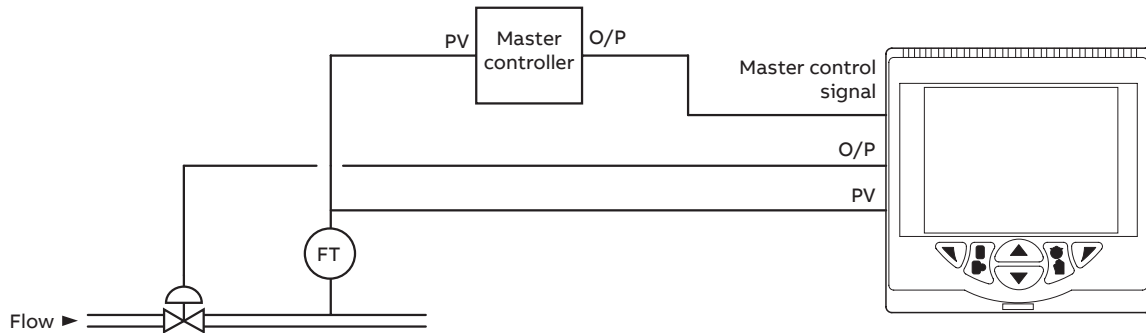 PV
Master
controller
O/P
Master control
signal
O/P
PV
FT
Flow